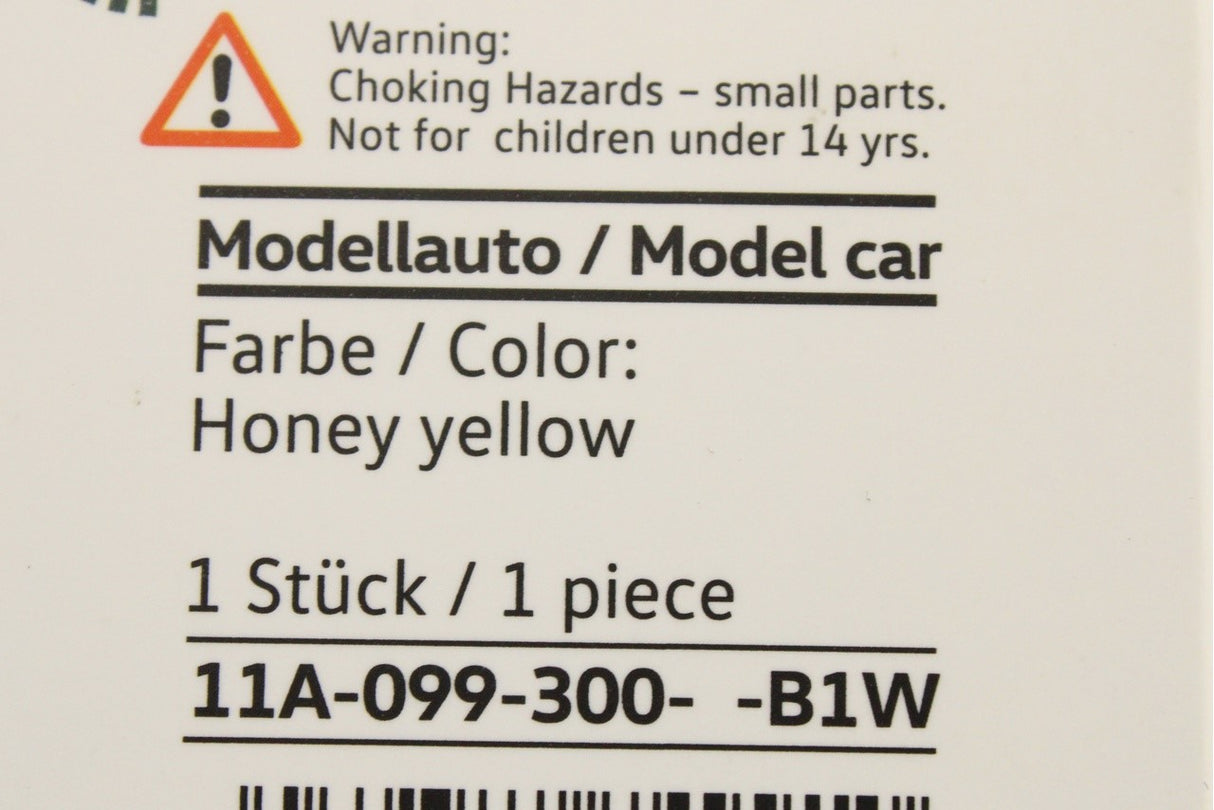 Warning:
Choking Hazards – small parts.
Not for children under 14 yrs.
Modellauto / Model car
Farbe / Color:
Honey yellow
1 Stück / 1 piece
11A-099-300- -B1W